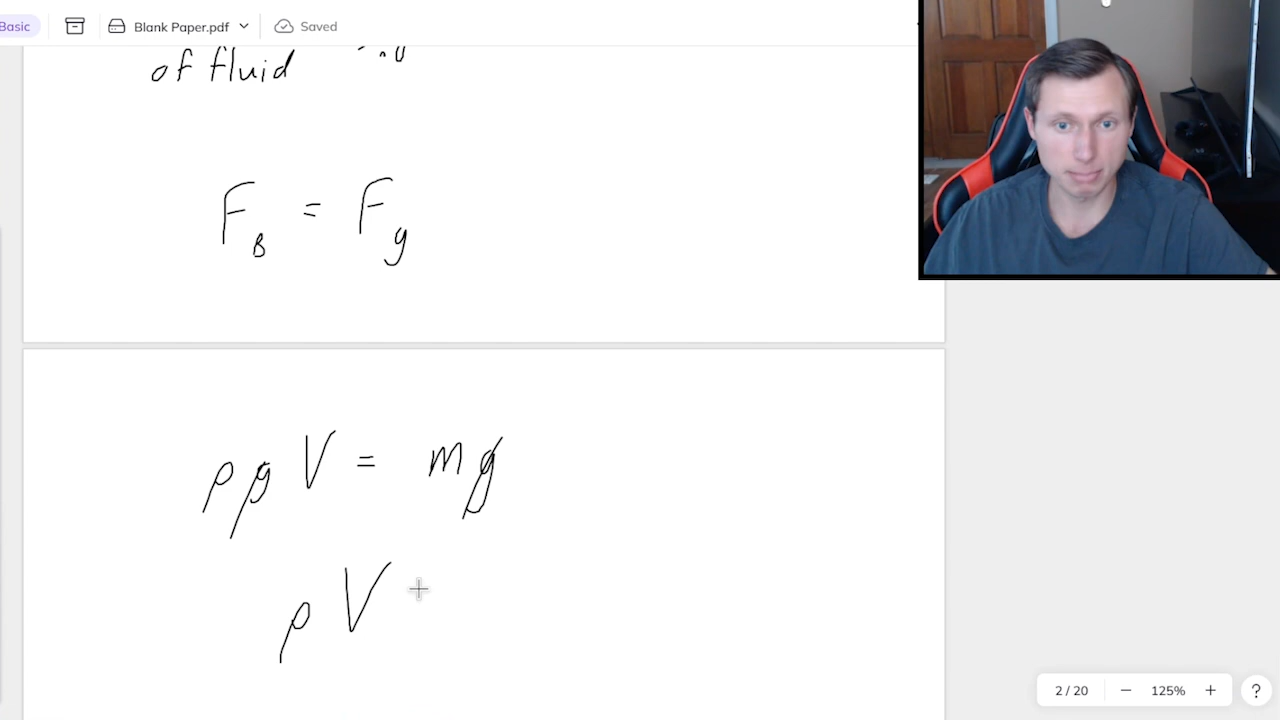 Basic Blank Paper.pdf Saved
of fluid
F_B = F_g
ρgV = mg
ρV
2 / 20 − 125% + ?